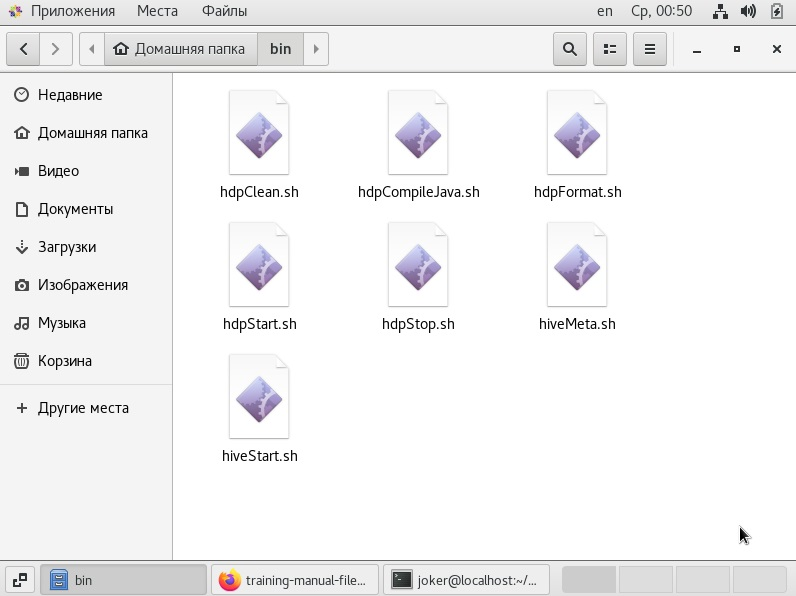 Приложения Места Файлы en Ср, 00:50
Домашняя папка bin
Недавние
Домашняя папка
Видео
Документы
Загрузки
Изображения
Музыка
Корзина
Другие места
hdpClean.sh hdpCompileJava.sh hdpFormat.sh
hdpStart.sh hdpStop.sh hiveMeta.sh
hiveStart.sh
bin training-manual-file... joker@localhost:~/...